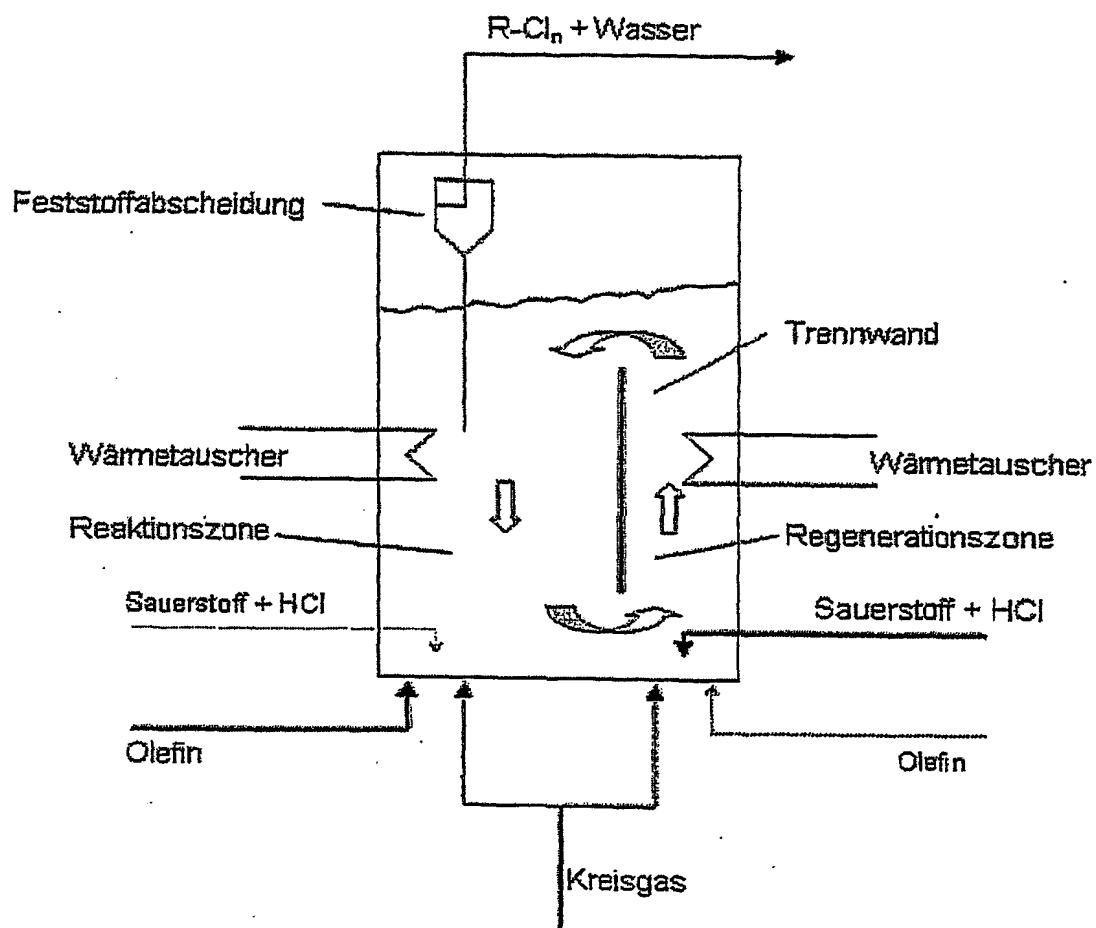 R-Clₙ + Wasser
Feststoffabscheidung
Trennwand
Wärmetauscher
Wärmetauscher
Reaktionszone
Regenerationszone
Sauerstoff + HCl
Sauerstoff + HCl
Olefin
Olefin
Kreisgas